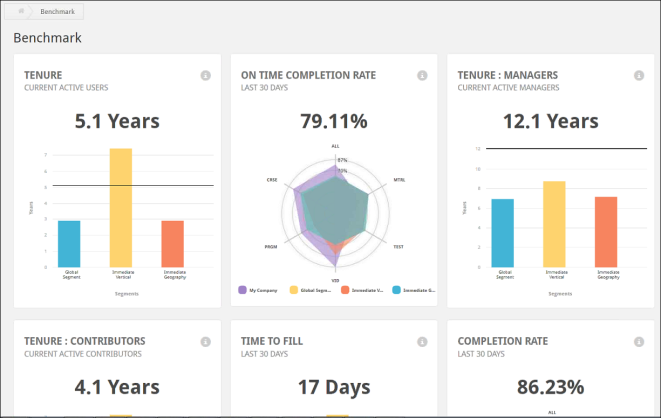 Benchmark
Benchmark
TENURE
CURRENT ACTIVE USERS
5.1 Years
7
6
5
4
3
2
1
0
Years
Global Segment
Immediate Vertical
Immediate Geography
Segments
ON TIME COMPLETION RATE
LAST 30 DAYS
79.11%
ALL
87%
MTRL
TEST
VID
PRGM
CRSE
My Company
Global Segm...
Immediate V...
Immediate G...
TENURE : MANAGERS
CURRENT ACTIVE MANAGERS
12.1 Years
12
10
8
6
4
2
0
Years
Global Segment
Immediate Vertical
Immediate Geography
Segments
TENURE : CONTRIBUTORS
CURRENT ACTIVE CONTRIBUTORS
4.1 Years
TIME TO FILL
LAST 30 DAYS
17 Days
COMPLETION RATE
LAST 30 DAYS
86.23%
ALL